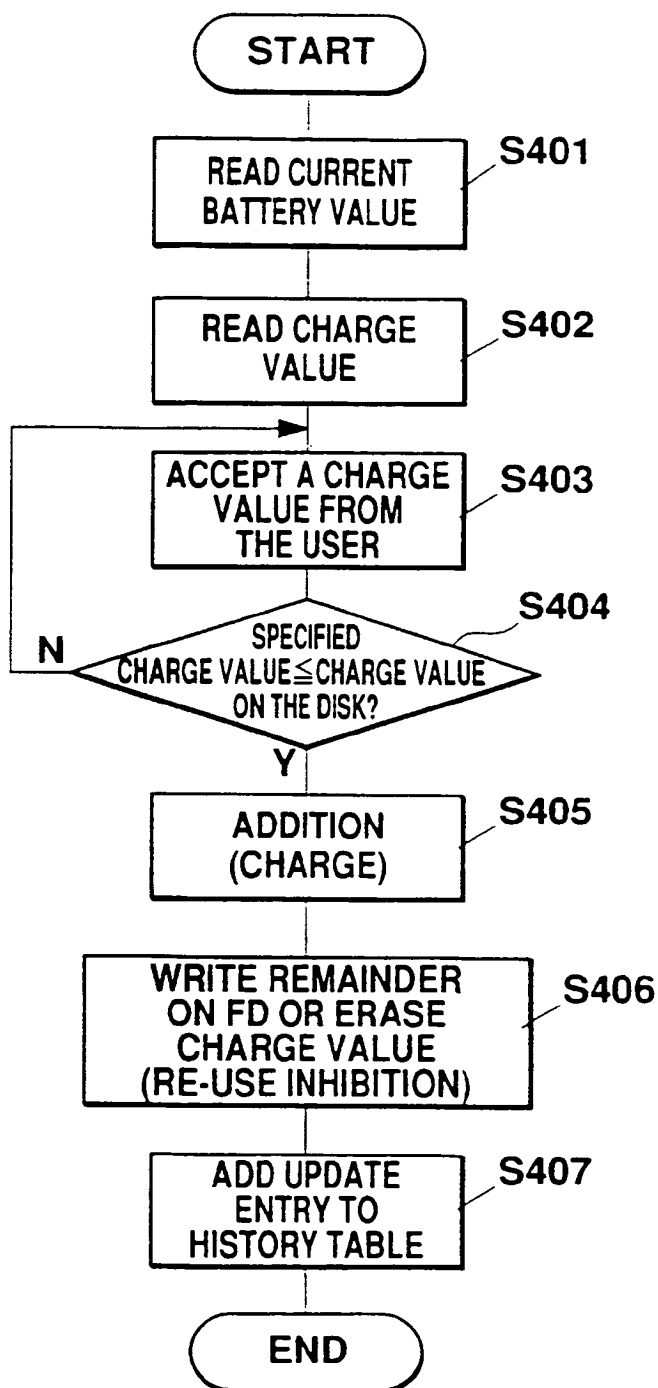 START
S401
READ CURRENT
BATTERY VALUE
S402
READ CHARGE
VALUE
S403
ACCEPT A CHARGE
VALUE FROM
THE USER
S404
N
SPECIFIED
CHARGE VALUE≦CHARGE VALUE
ON THE DISK?
Y
S405
ADDITION
(CHARGE)
S406
WRITE REMAINDER
ON FD OR ERASE
CHARGE VALUE
(RE-USE INHIBITION)
S407
ADD UPDATE
ENTRY TO
HISTORY TABLE
END